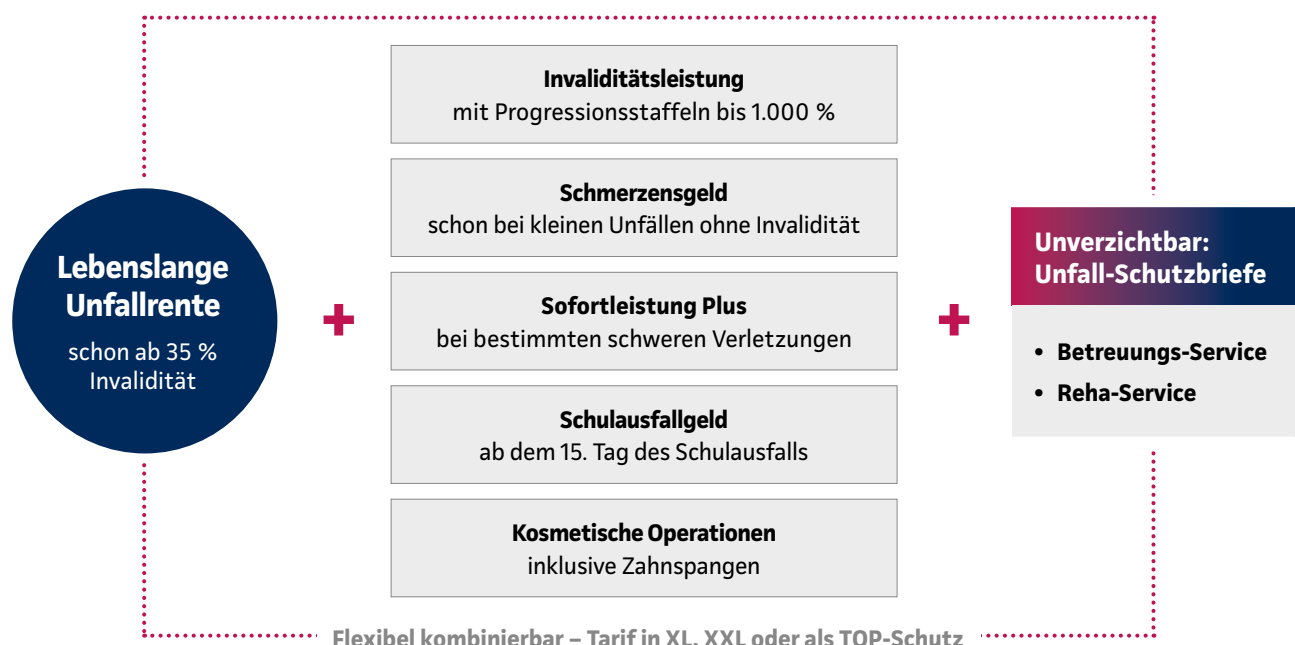 Lebenslange
Unfallrente
schon ab 35 %
Invalidität
Invaliditätsleistung
mit Progressionsstaffeln bis 1.000 %
Schmerzensgeld
schon bei kleinen Unfällen ohne Invalidität
Sofortleistung Plus
bei bestimmten schweren Verletzungen
Schulausfallgeld
ab dem 15. Tag des Schulausfalls
Kosmetische Operationen
inklusive Zahnspangen
Unverzichtbar:
Unfall-Schutzbriefe
• Betreuungs-Service
• Reha-Service
Flexibel kombinierbar – Tarif in XL, XXL oder als TOP-Schutz